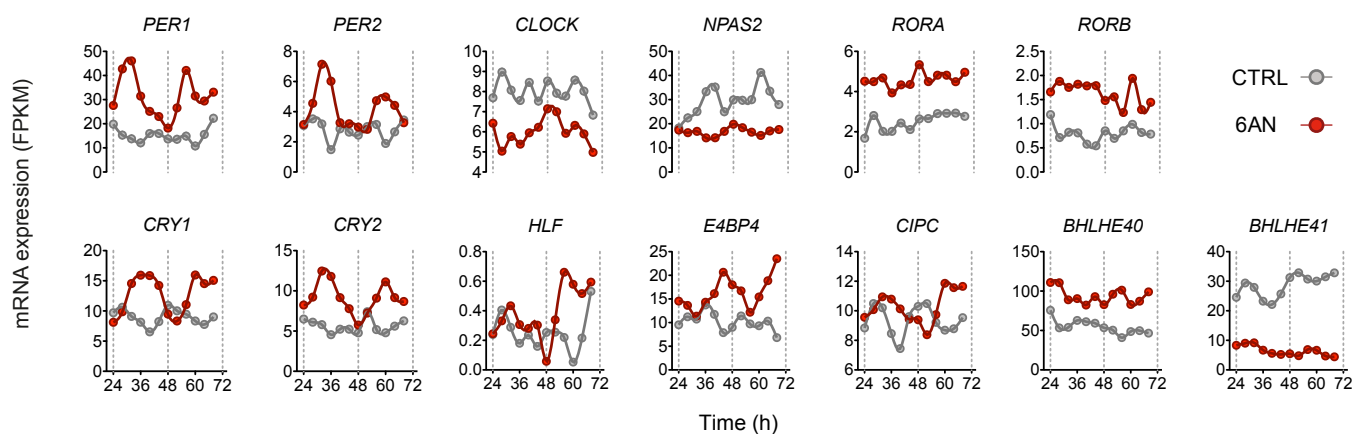 PER1 PER2 CLOCK NPAS2 RORA RORB
50 40 30 20 10 0
8 6 4 2 0
10 9 8 7 6 5 4
50 40 30 20 10 0
6 4 2 0
2.5 2.0 1.5 1.0 0.5 0.0
CTRL
6AN
mRNA expression (FPKM)
CRY1 CRY2 HLF E4BP4 CIPC BHLHE40 BHLHE41
20 15 10 5 0
15 10 5 0
0.8 0.6 0.4 0.2 0.0
25 20 15 10 5 0
14 12 10 8 6
150 100 50 0
40 30 20 10 0
24 36 48 60 72
24 36 48 60 72
24 36 48 60 72
24 36 48 60 72
24 36 48 60 72
24 36 48 60 72
24 36 48 60 72
Time (h)